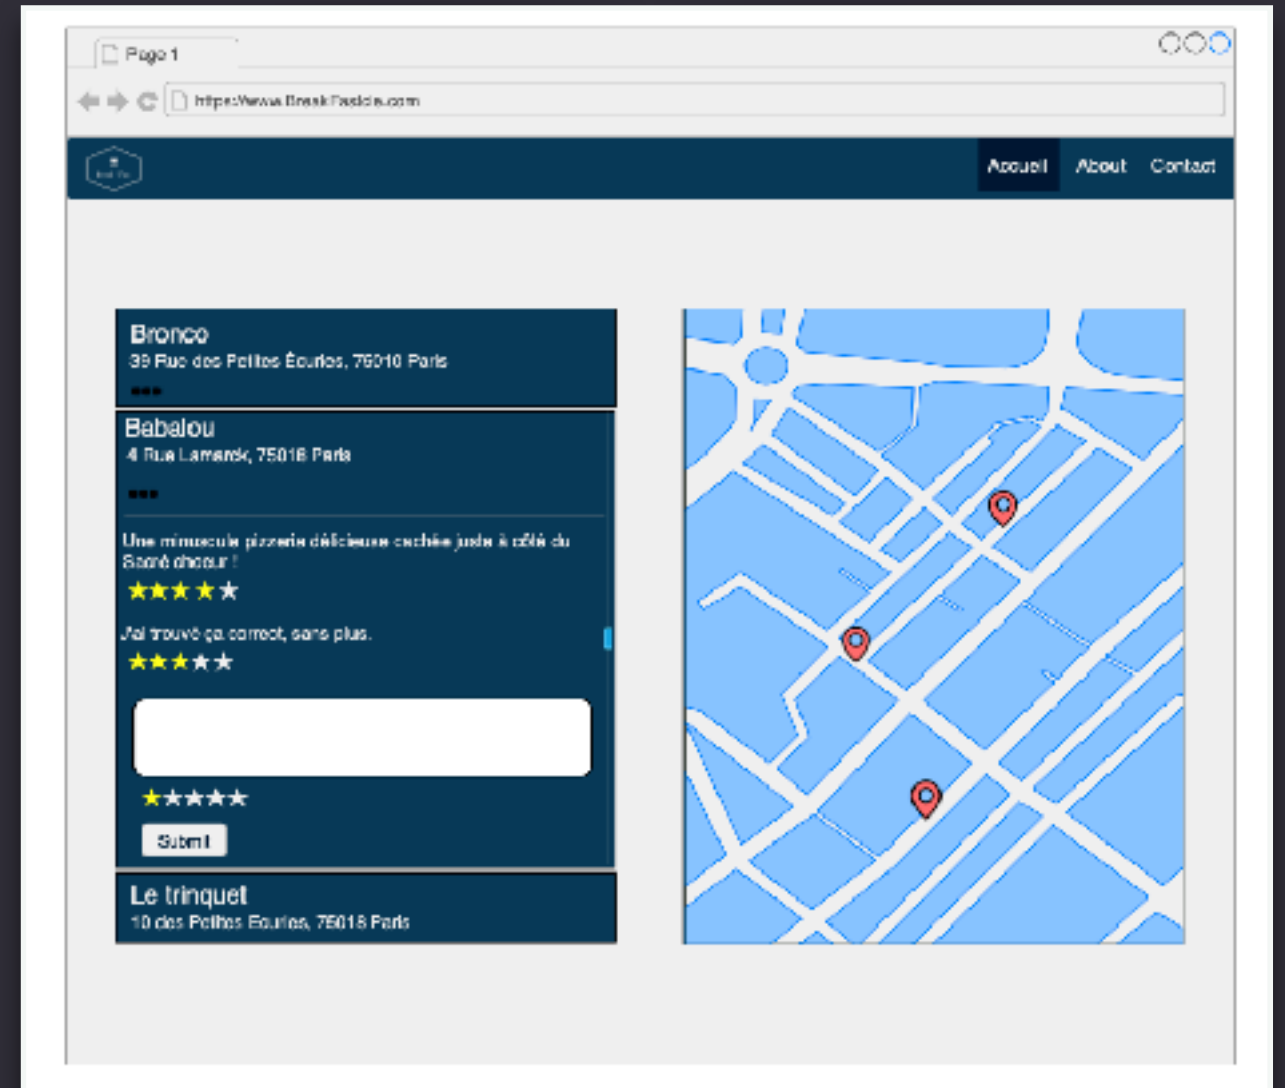 Page 1
Accueil About Contact
Bronco
39 Rue des Petites Écuries, 75010 Paris
Babalou
4 Rue Lamarck, 75018 Paris
Une minuscule pizzeria délicieuse cachée juste à côté du
Sacré choeur !
J'ai trouvé ça correct, sans plus.
Submit
Le trinquet
10 des Petites Ecuries, 75018 Paris